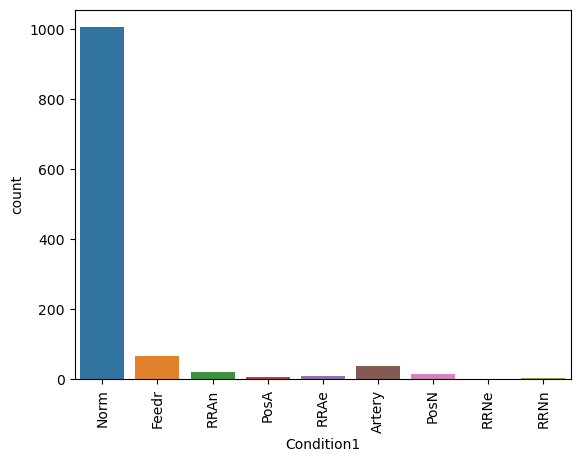 1000
800
600
400
200
0
count
Norm
Feedr
RRAn
PosA
RRAe
Artery
PosN
RRNe
RRNn
Condition1